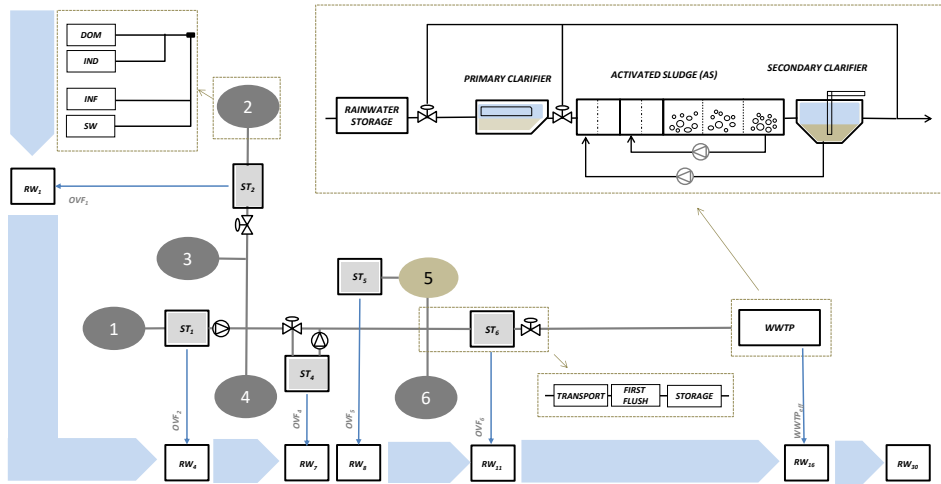 DOM
IND
INF
SW
2
PRIMARY CLARIFIER
ACTIVATED SLUDGE (AS)
SECONDARY CLARIFIER
RAINWATER
STORAGE
RW1
OVF1
ST2
3
ST5
5
1
ST1
ST6
WWTP
ST4
4
6
TRANSPORT
FIRST
FLUSH
STORAGE
OVF2
OVF4
OVF5
OVF6
WWTPeff
RW4
RW7
RW8
RW11
RW16
RW30